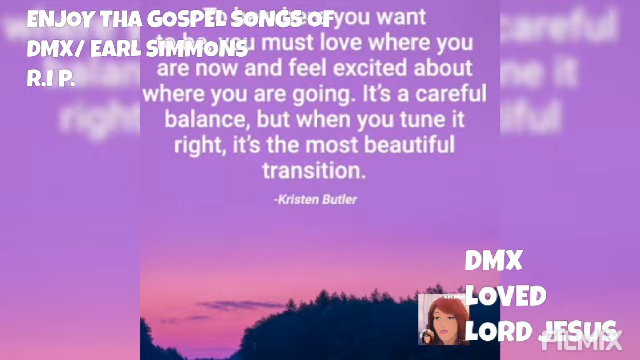 ENJOY THA GOSPEL SONGS OF
DMX/ EARL SIMMONS
R.I P.
you want
you must love where you
are now and feel excited about
where you are going. It's a careful
balance, but when you tune it
right, it's the most beautiful
transition.
-Kristen Butler
DMX
LOVED
LORD JESUS
FILMIX